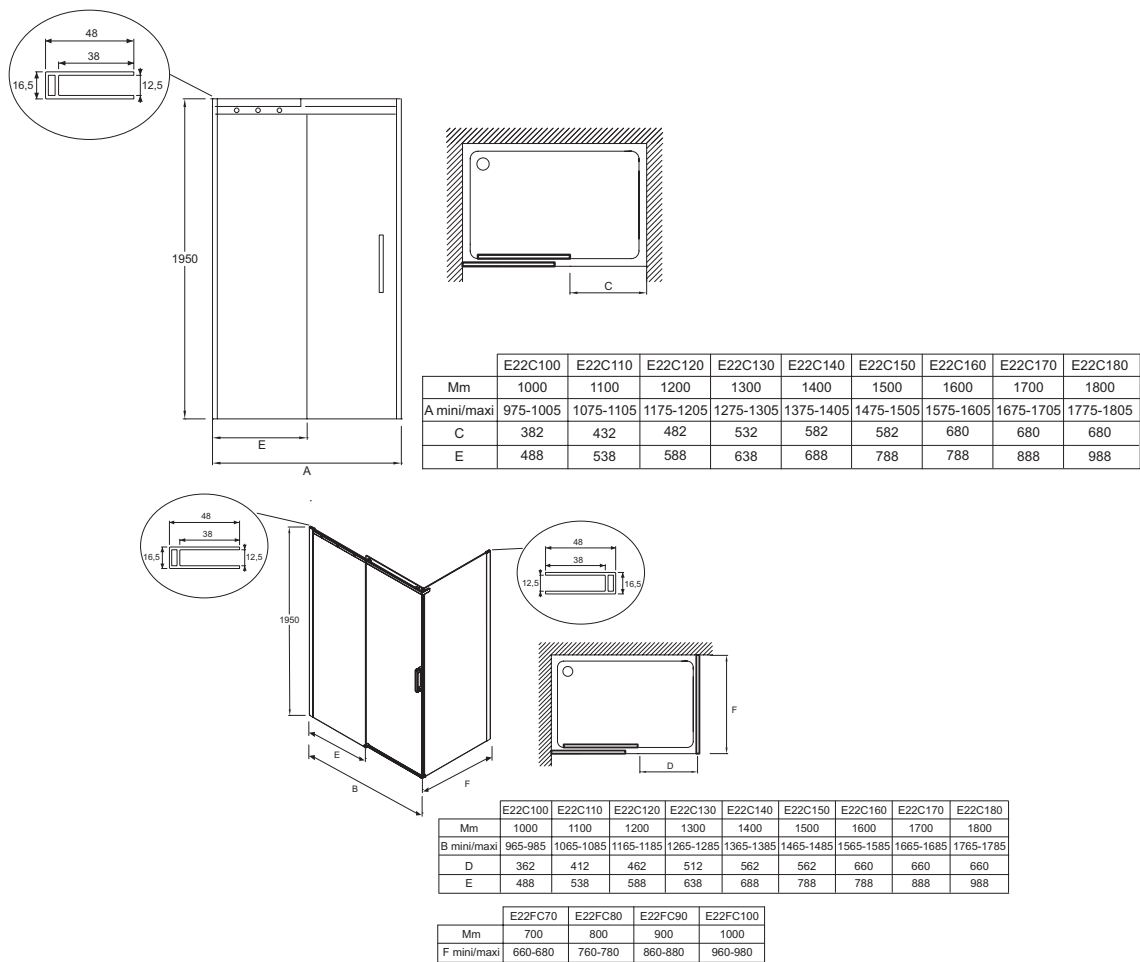 48
38
16,5
12,5
1950
C
E
A
E22C100 E22C110 E22C120 E22C130 E22C140 E22C150 E22C160 E22C170 E22C180
Mm 1000 1100 1200 1300 1400 1500 1600 1700 1800
A mini/maxi 975-1005 1075-1105 1175-1205 1275-1305 1375-1405 1475-1505 1575-1605 1675-1705 1775-1805
C 382 432 482 532 582 582 680 680 680
E 488 538 588 638 688 788 788 888 988
48
38
16,5
12,5
48
38
12,5
16,5
1950
E
B
F
F
D
E22C100 E22C110 E22C120 E22C130 E22C140 E22C150 E22C160 E22C170 E22C180
Mm 1000 1100 1200 1300 1400 1500 1600 1700 1800
B mini/maxi 965-985 1065-1085 1165-1185 1265-1285 1365-1385 1465-1485 1565-1585 1665-1685 1765-1785
D 362 412 462 512 562 562 660 660 660
E 488 538 588 638 688 788 788 888 988
E22FC70 E22FC80 E22FC90 E22FC100
Mm 700 800 900 1000
F mini/maxi 660-680 760-780 860-880 960-980